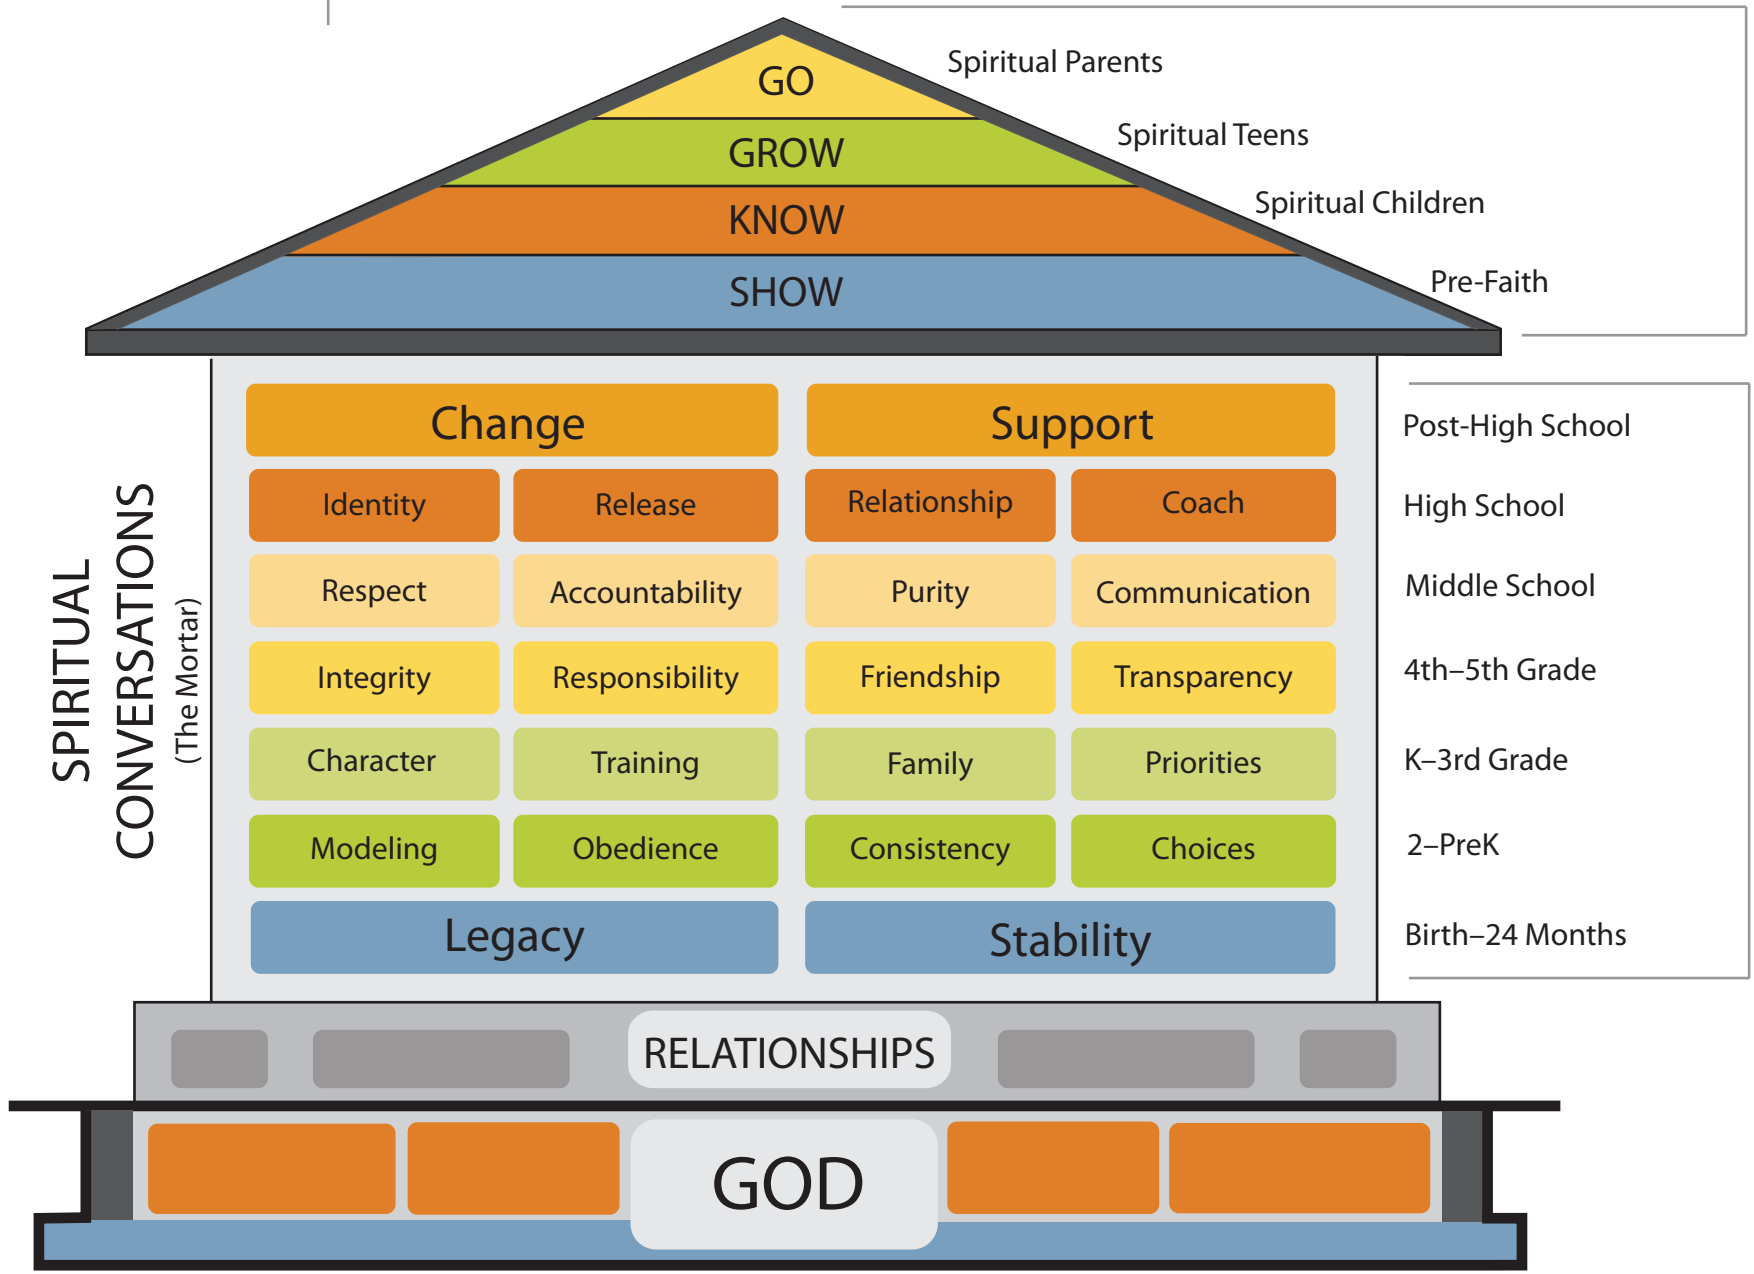 GO
Spiritual Parents
GROW
Spiritual Teens
KNOW
Spiritual Children
SHOW
Pre-Faith
SPIRITUAL
CONVERSATIONS
(The Mortar)
Change Support Post-High School
Identity Release Relationship Coach High School
Respect Accountability Purity Communication Middle School
Integrity Responsibility Friendship Transparency 4th–5th Grade
Character Training Family Priorities K–3rd Grade
Modeling Obedience Consistency Choices 2–PreK
Legacy Stability Birth–24 Months
RELATIONSHIPS
GOD